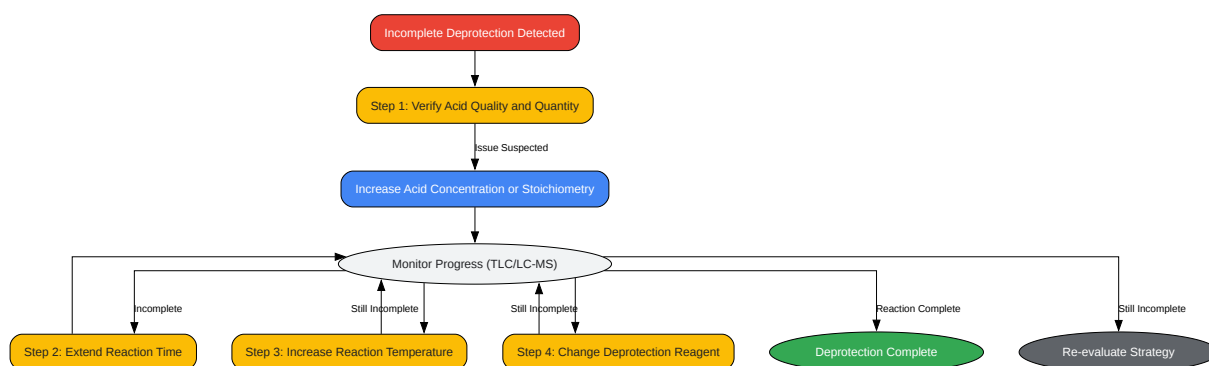 Incomplete Deprotection Detected
Step 1: Verify Acid Quality and Quantity
Issue Suspected
Increase Acid Concentration or Stoichiometry
Monitor Progress (TLC/LC-MS)
Incomplete
Still Incomplete
Still Incomplete
Reaction Complete
Still Incomplete
Step 2: Extend Reaction Time
Step 3: Increase Reaction Temperature
Step 4: Change Deprotection Reagent
Deprotection Complete
Re-evaluate Strategy